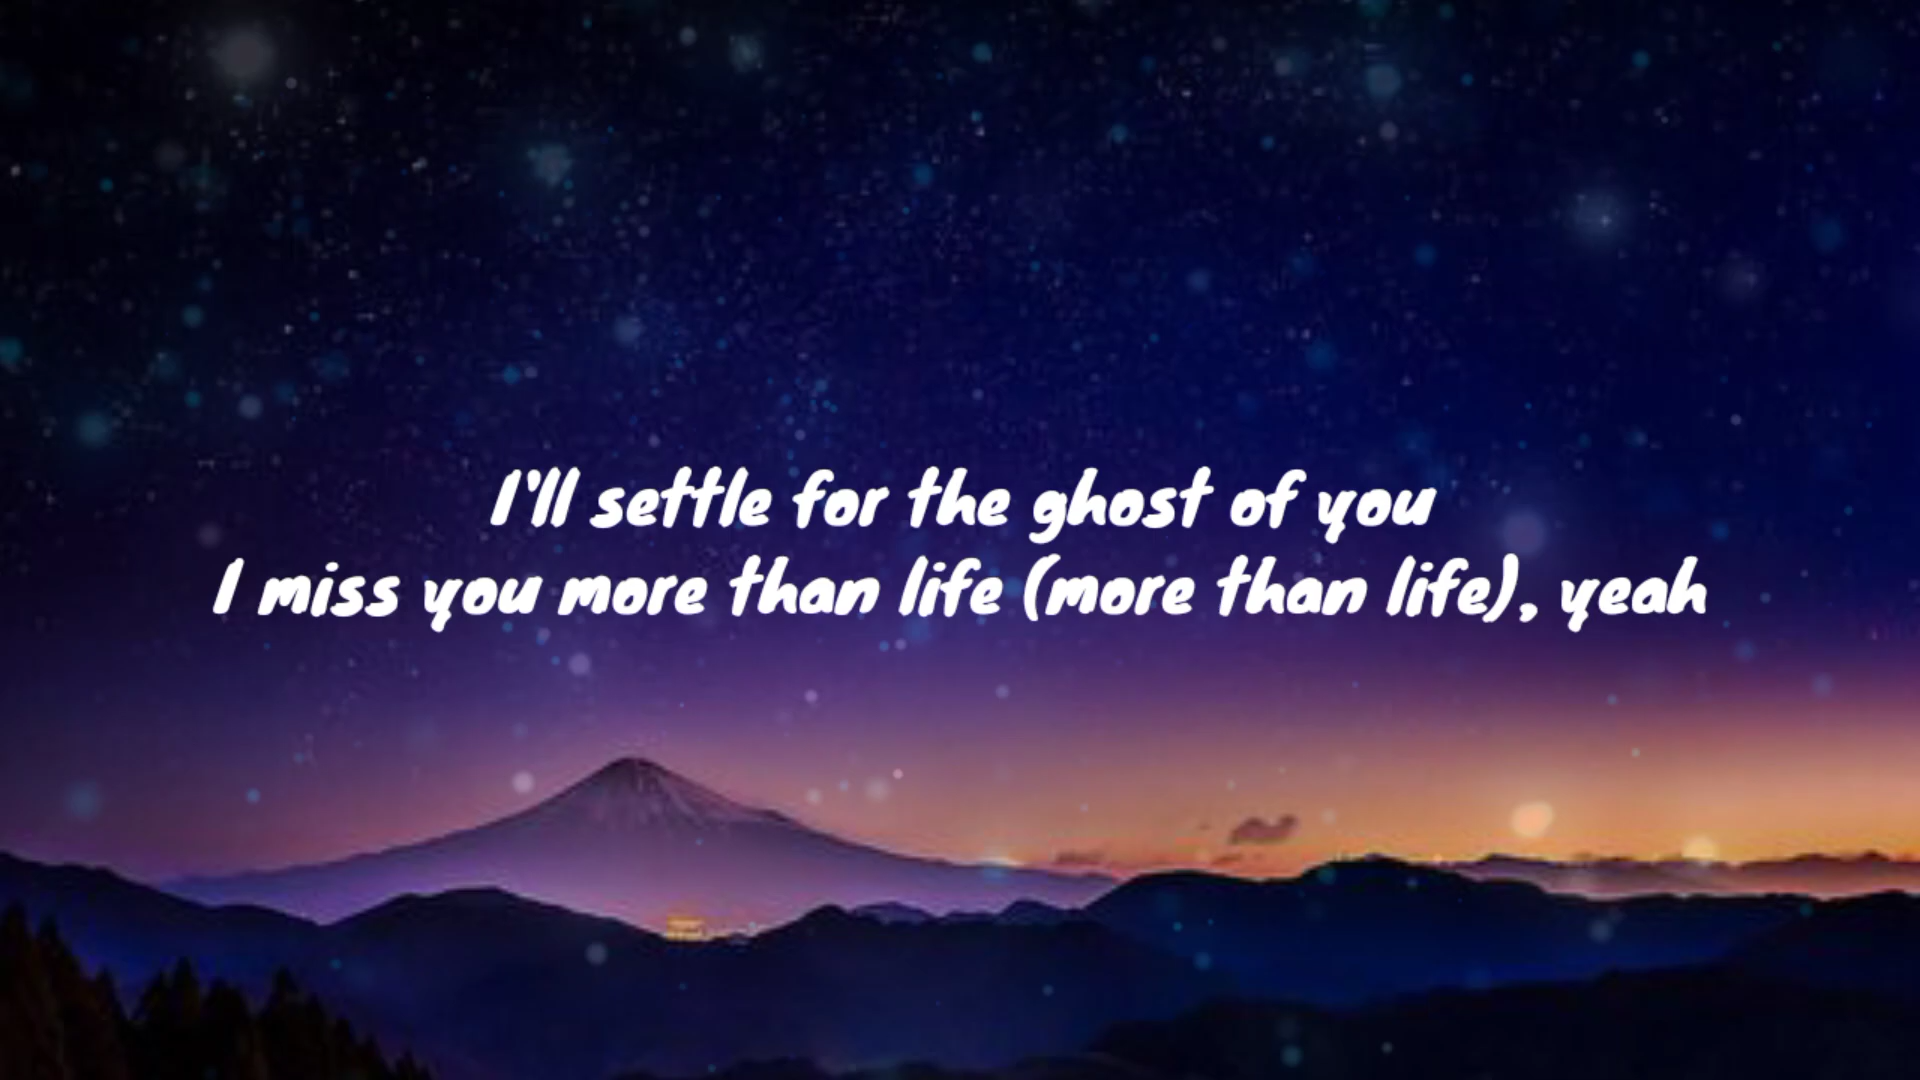 I'll settle for the ghost of you
I miss you more than life (more than life), yeah